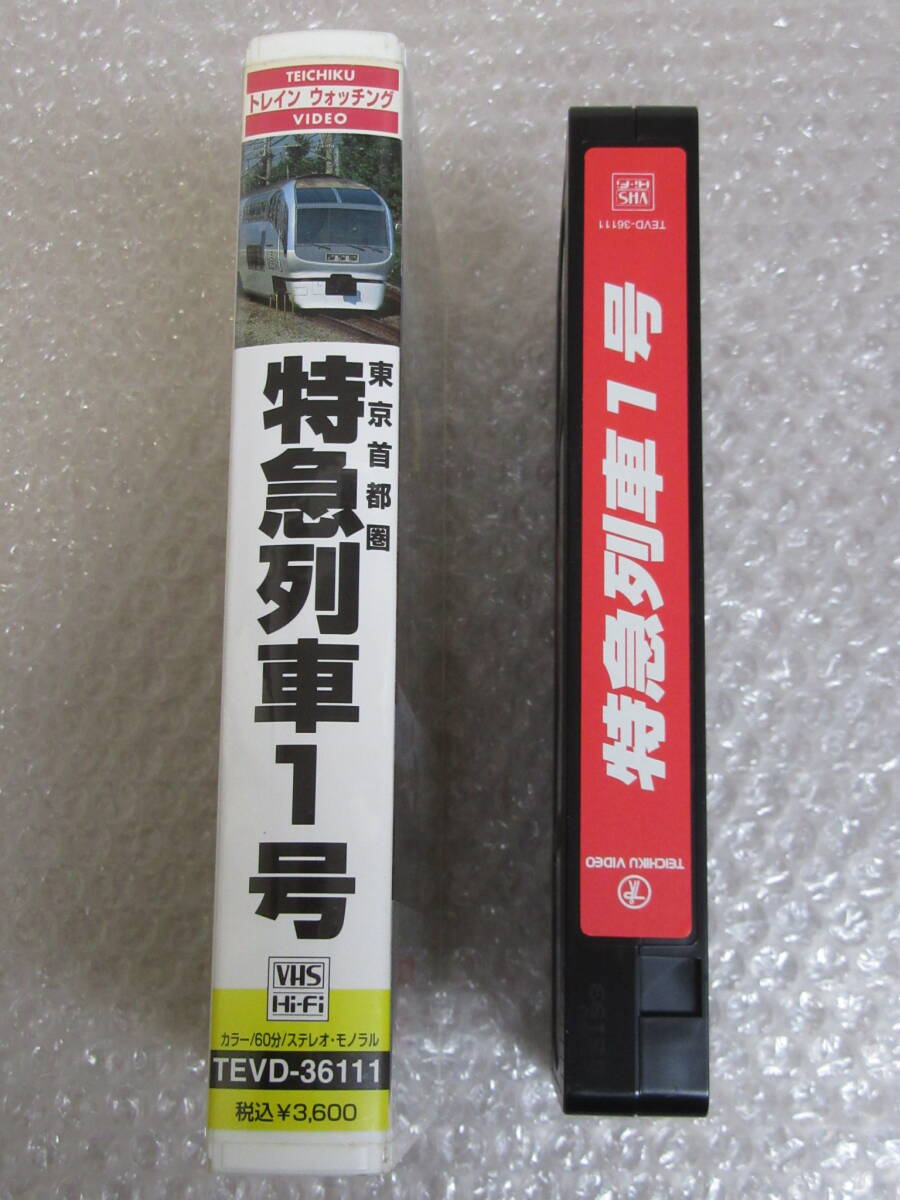 TEICHIKU
トレイン ウォッチング
VIDEO
東京首都圏
特急列車1号
VHS
Hi-Fi
カラー/60分/ステレオ・モノラル
TEVD-36111
税込¥3,600
VHS
Hi-Fi
TEVD-36111
特急列車1号
TEICHIKU VIDEO